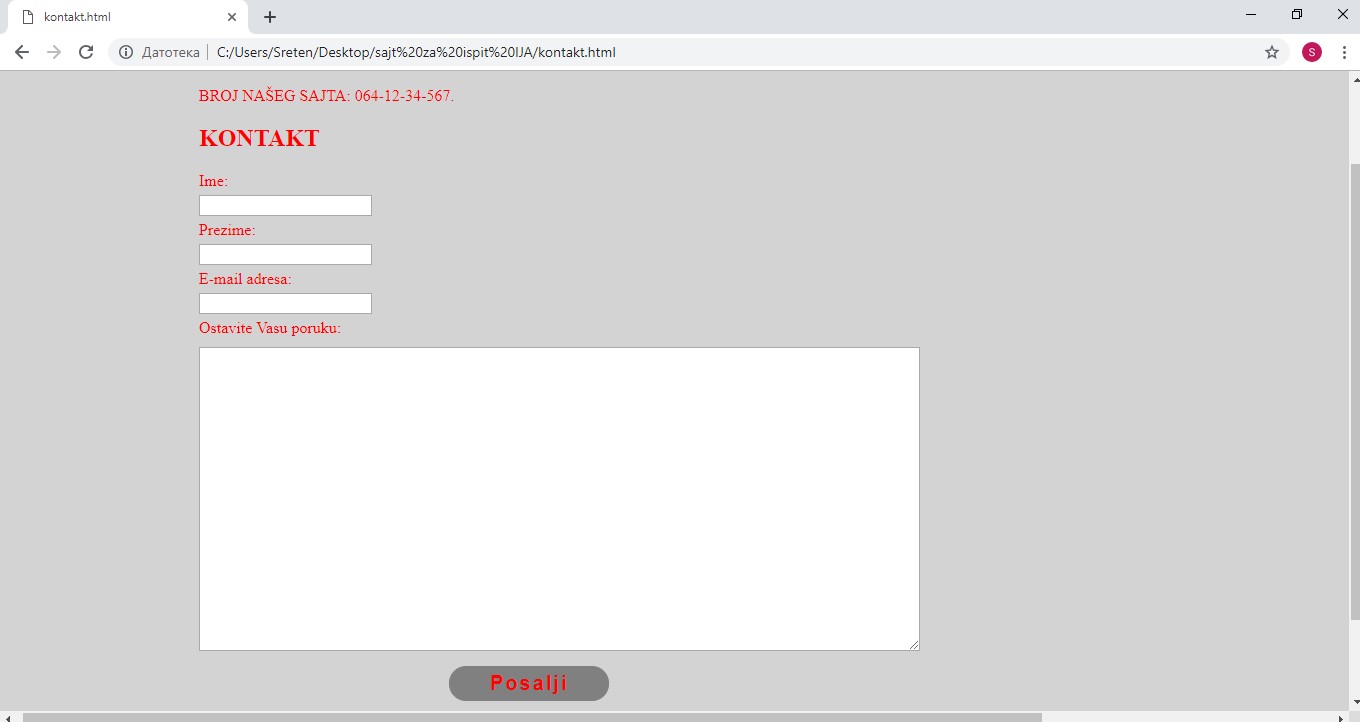 kontakt.html
Датотека C:/Users/Sreten/Desktop/sajt%20za%20ispit%20IJA/kontakt.html
S
BROJ NAŠEG SAJTA: 064-12-34-567.
KONTAKT
Ime:
Prezime:
E-mail adresa:
Ostavite Vasu poruku:
Posalji